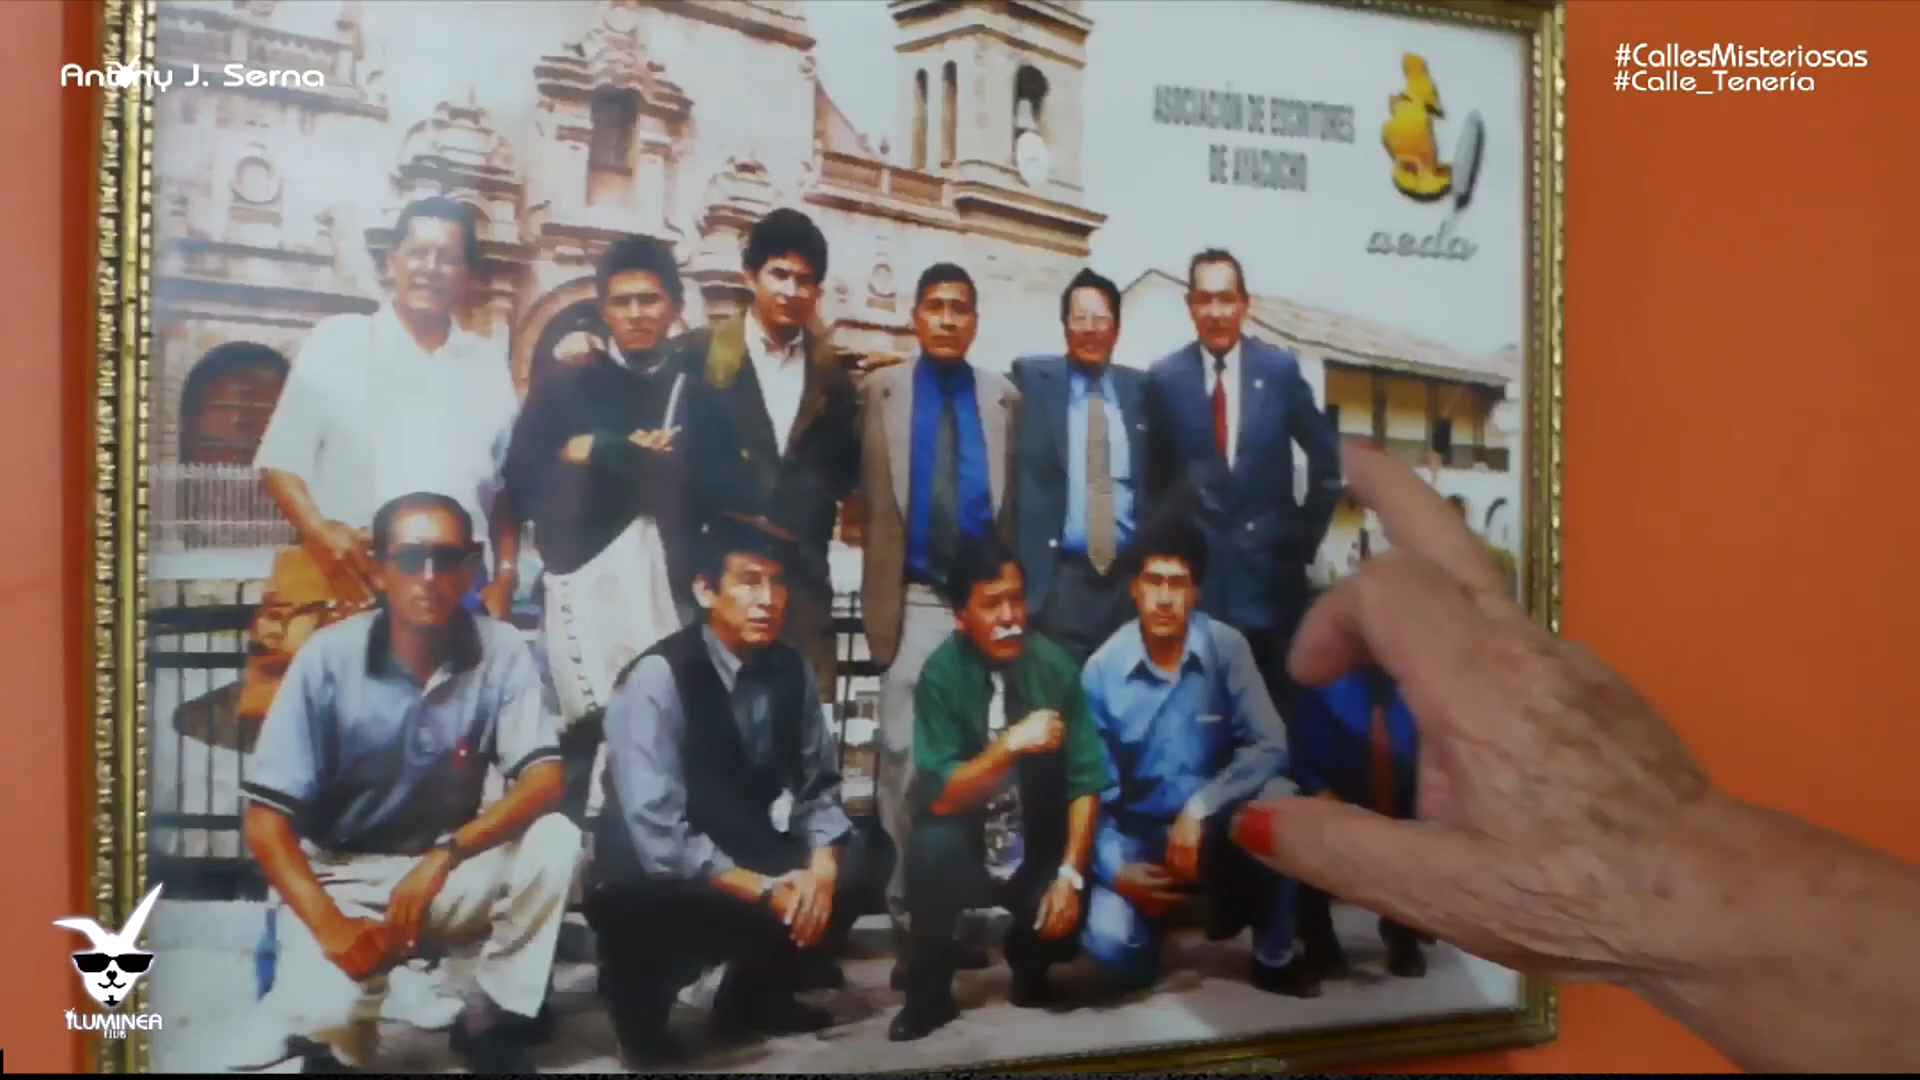 Antony J. Serna
#CallesMisteriosas
#Calle_Tenería
ASOCIACIÓN DE ESCRITORES
DE AYACUCHO
aeda
ILUMINEA